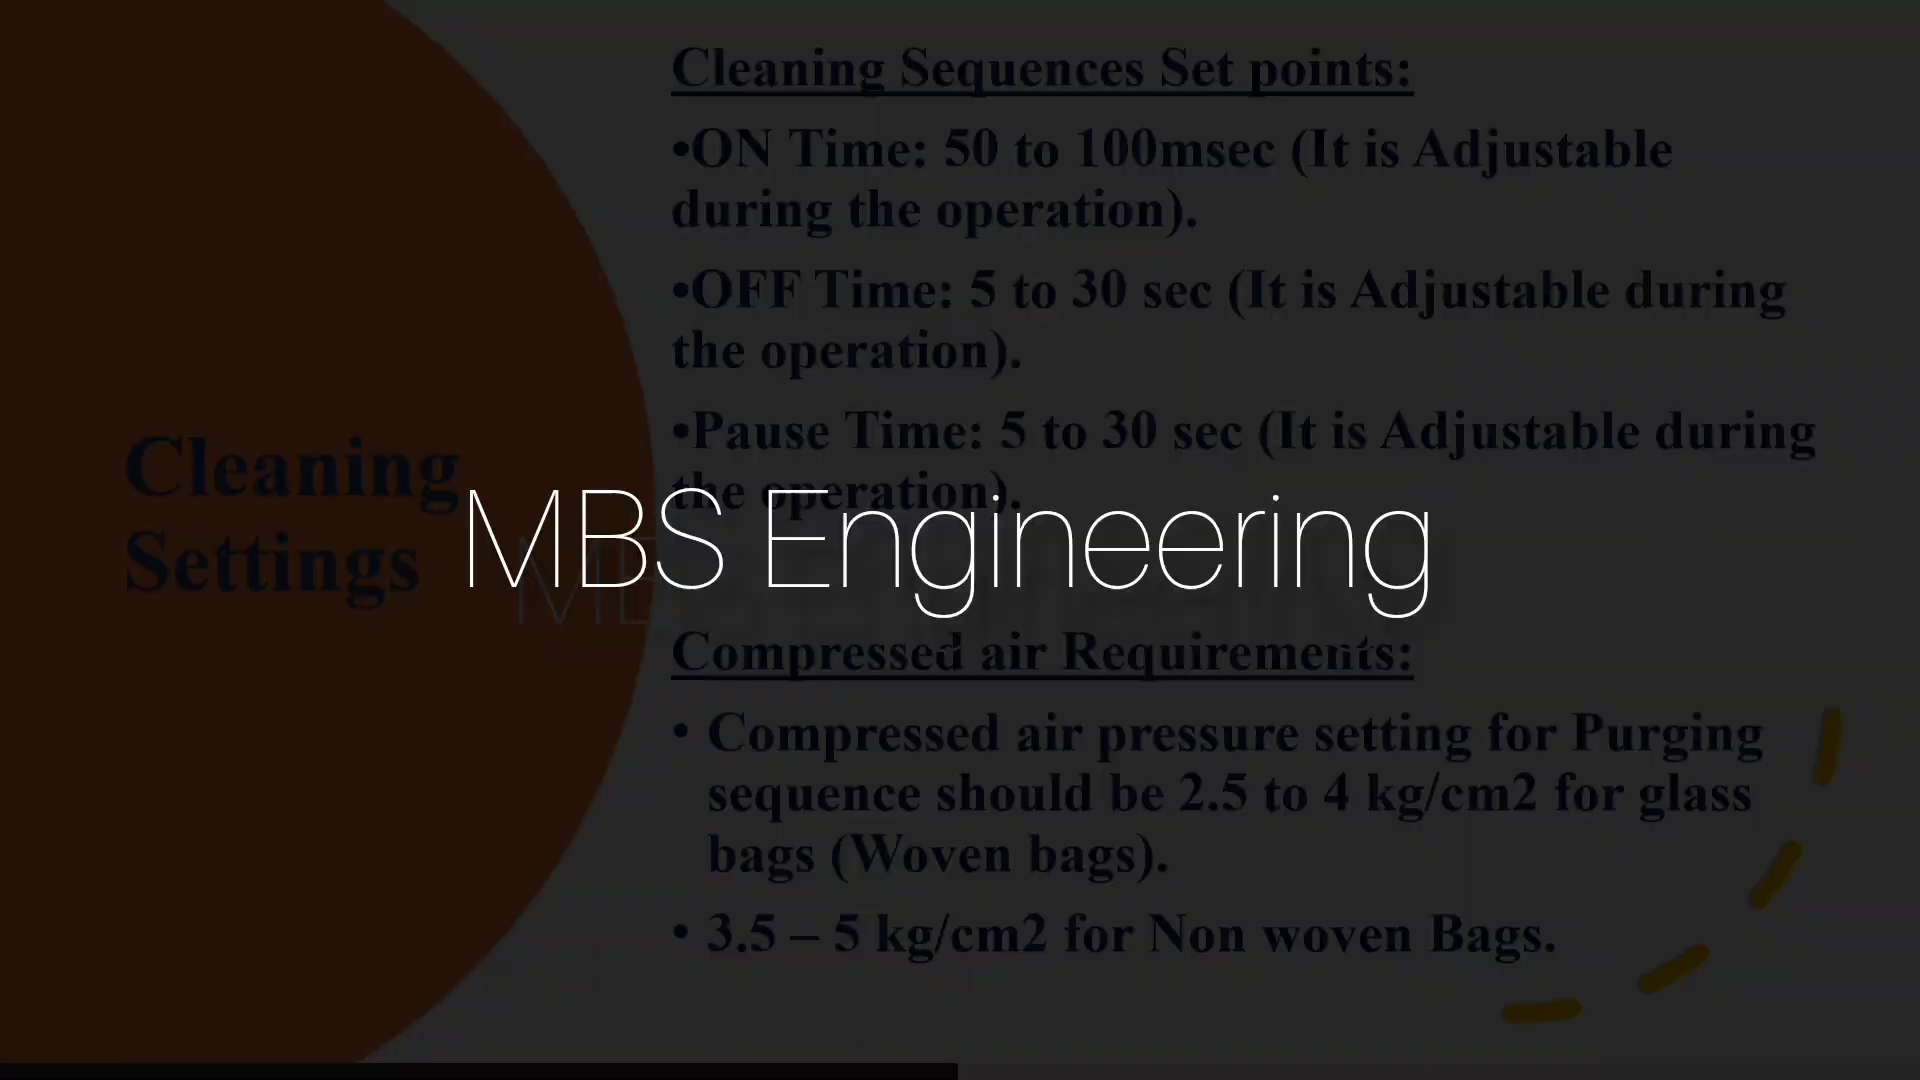 Cleaning Sequences Set points:
•ON Time: 50 to 100msec (It is Adjustable
during the operation).
•OFF Time: 5 to 30 sec (It is Adjustable during
the operation).
•Pause Time: 5 to 30 sec (It is Adjustable during
the operation).
Cleaning
Settings
MBS Engineering
Compressed air Requirements:
• Compressed air pressure setting for Purging
sequence should be 2.5 to 4 kg/cm2 for glass
bags (Woven bags).
• 3.5 – 5 kg/cm2 for Non woven Bags.